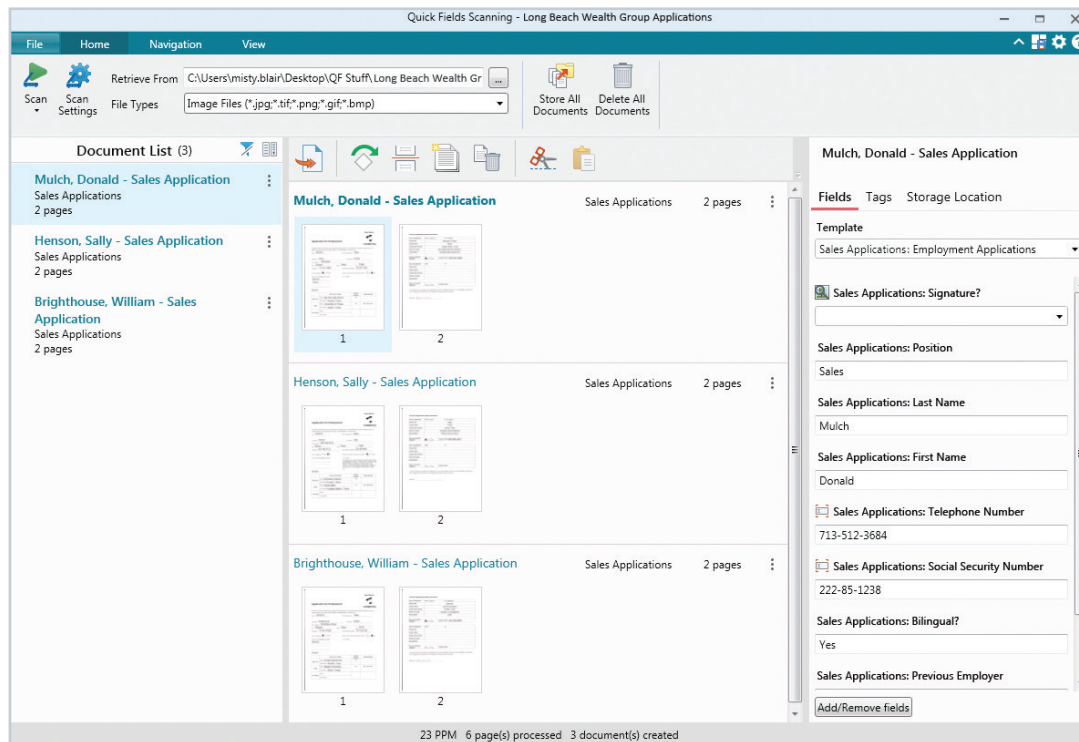 Quick Fields Scanning - Long Beach Wealth Group Applications
File Home Navigation View
Scan
Scan Settings
Retrieve From C:\Users\misty.blair\Desktop\QF Stuff\Long Beach Wealth Gr ...
File Types Image Files (*.jpg;*.tif;*.png;*.gif;*.bmp)
Store All Documents
Delete All Documents
Document List (3)
Mulch, Donald - Sales Application
Sales Applications
2 pages
Henson, Sally - Sales Application
Sales Applications
2 pages
Brighthouse, William - Sales
Application
Sales Applications
2 pages
Mulch, Donald - Sales Application Sales Applications 2 pages
1 2
Henson, Sally - Sales Application Sales Applications 2 pages
1 2
Brighthouse, William - Sales Application Sales Applications 2 pages
1 2
Mulch, Donald - Sales Application
Fields Tags Storage Location
Template
Sales Applications: Employment Applications
Sales Applications: Signature?
Sales Applications: Position
Sales
Sales Applications: Last Name
Mulch
Sales Applications: First Name
Donald
Sales Applications: Telephone Number
713-512-3684
Sales Applications: Social Security Number
222-85-1238
Sales Applications: Bilingual?
Yes
Sales Applications: Previous Employer
Add/Remove fields
23 PPM 6 page(s) processed 3 document(s) created